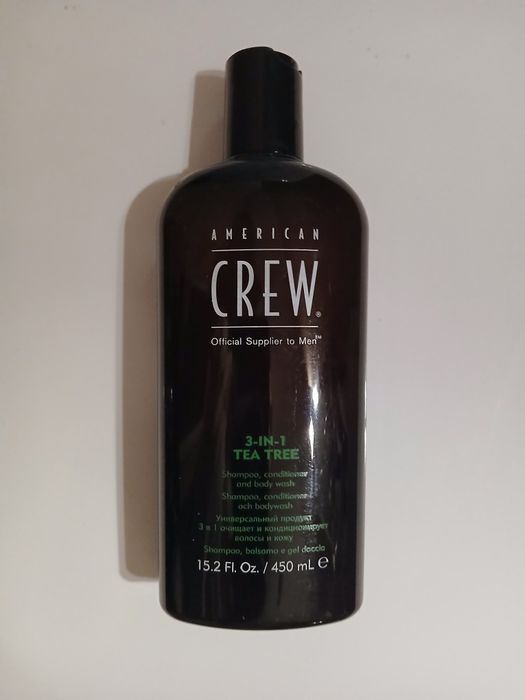 AMERICAN
CREW®
Official Supplier to Men™
3-IN-1
TEA TREE
Shampoo, conditioner
and body wash
Shampoo, conditioner
och bodywash
Универсальный продукт
3 в 1 очищает и кондиционирует
волосы и кожу
Shampoo, balsamo e gel doccia
15.2 Fl. Oz. / 450 mL ℮